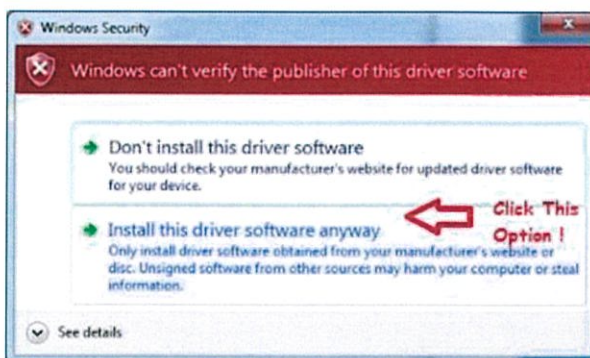 Windows Security
Windows can't verify the publisher of this driver software
Don't install this driver software
You should check your manufacturer's website for updated driver software
for your device.
Click This
Option !
Install this driver software anyway
Only install driver software obtained from your manufacturer's website or
disc. Unsigned software from other sources may harm your computer or steal
information.
See details